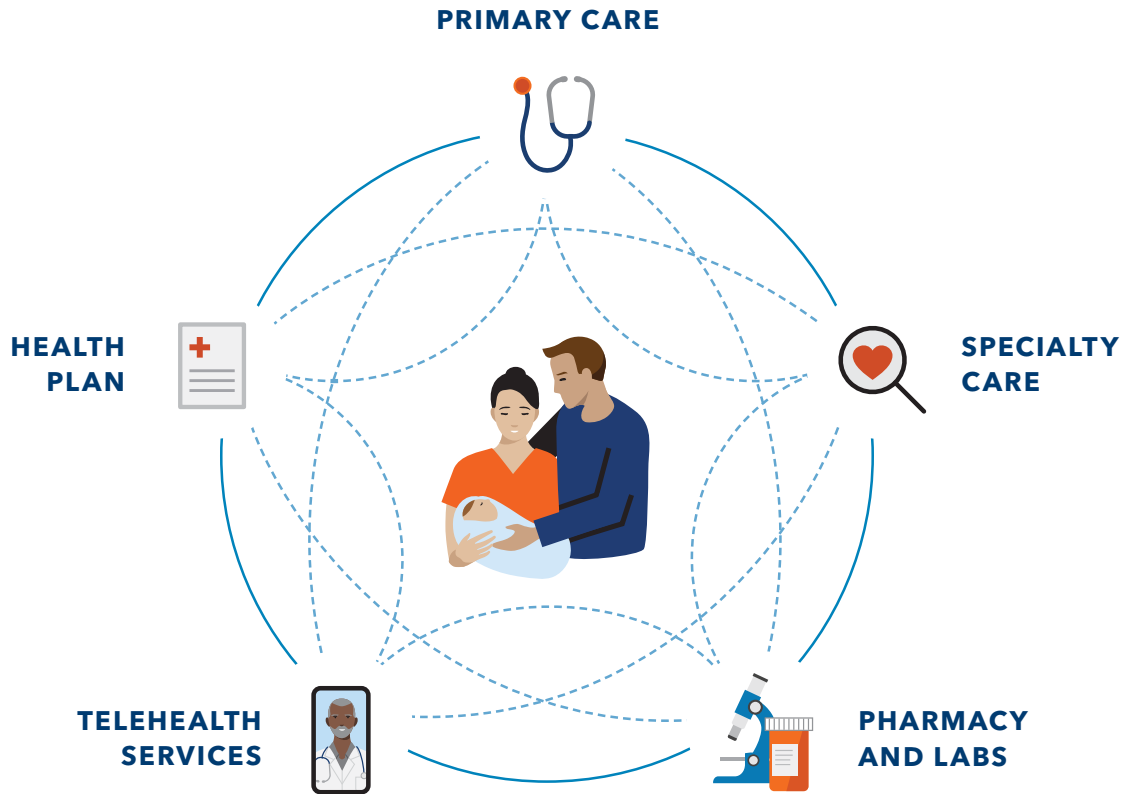 PRIMARY CARE
HEALTH
PLAN
SPECIALTY
CARE
TELEHEALTH
SERVICES
PHARMACY
AND LABS